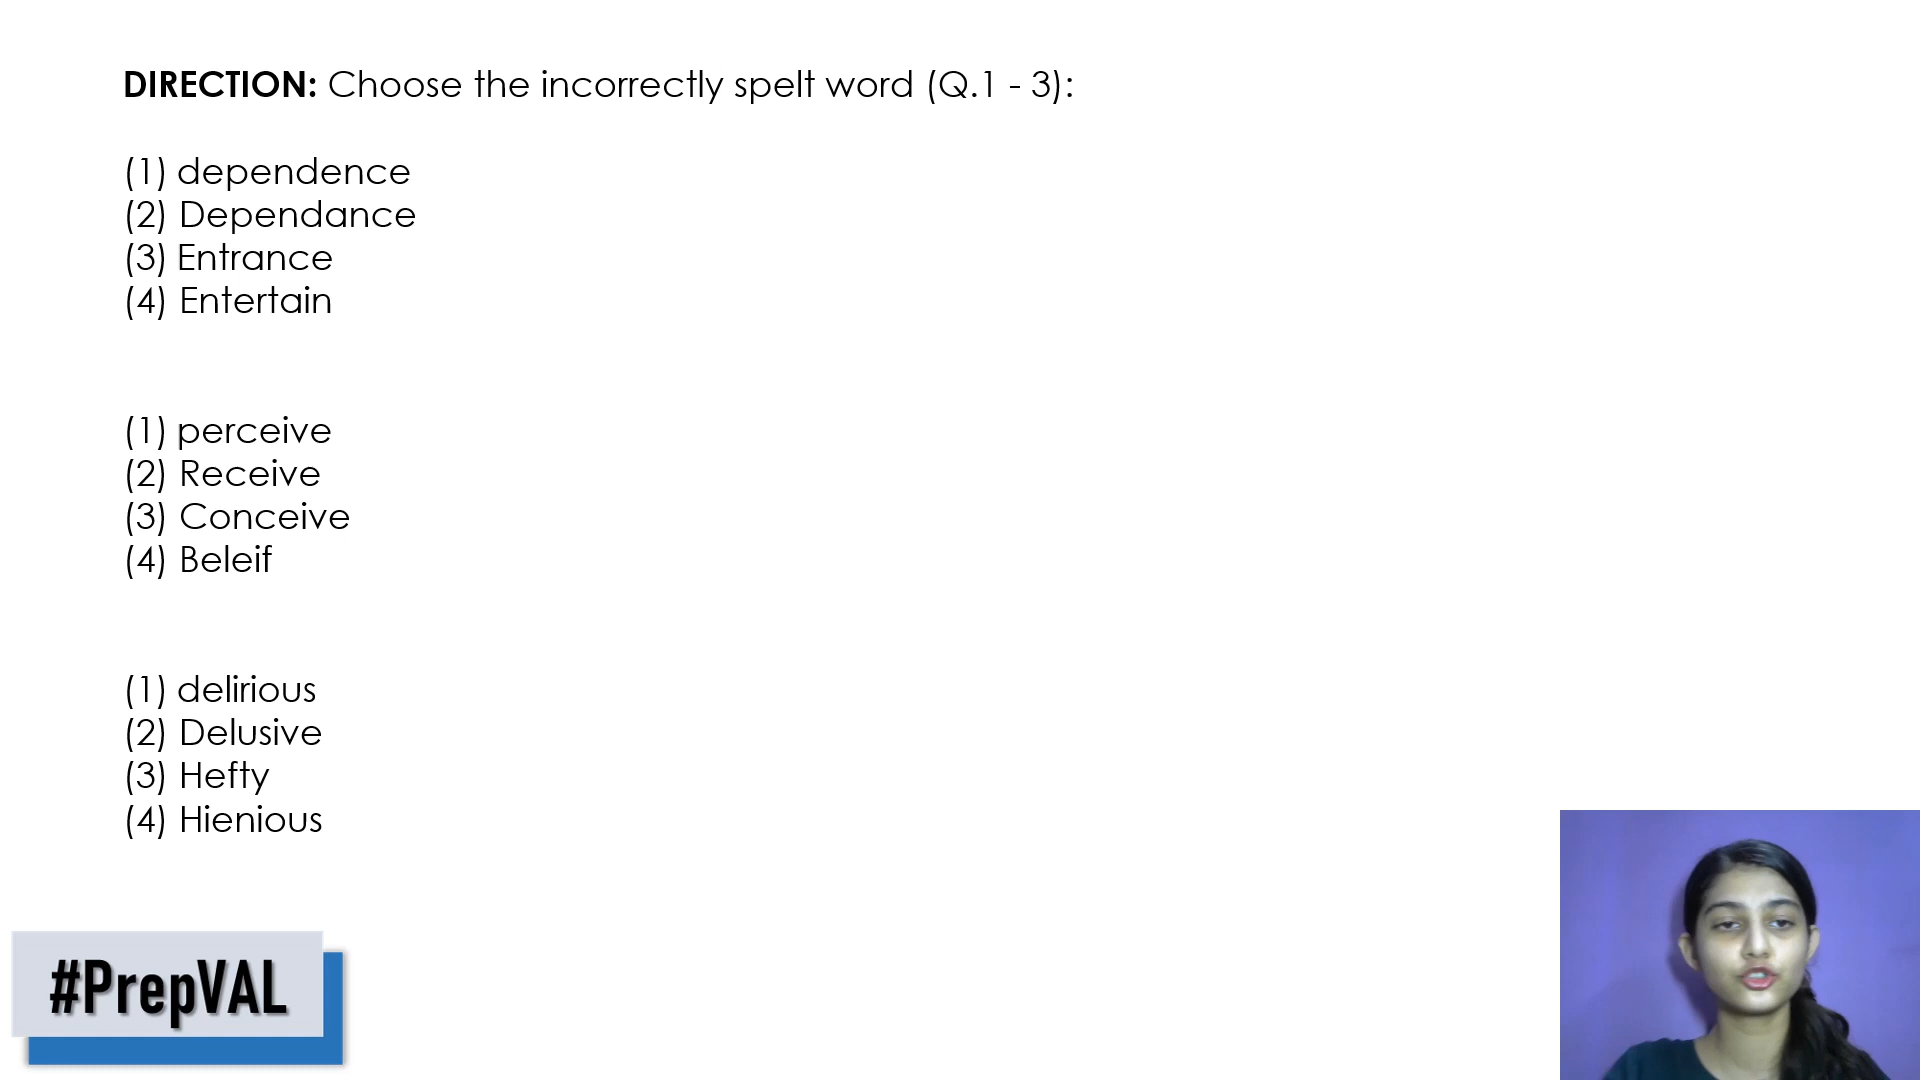 DIRECTION: Choose the incorrectly spelt word (Q.1 - 3):
(1) dependence
(2) Dependance
(3) Entrance
(4) Entertain
(1) perceive
(2) Receive
(3) Conceive
(4) Beleif
(1) delirious
(2) Delusive
(3) Hefty
(4) Hienious
#PrepVAL